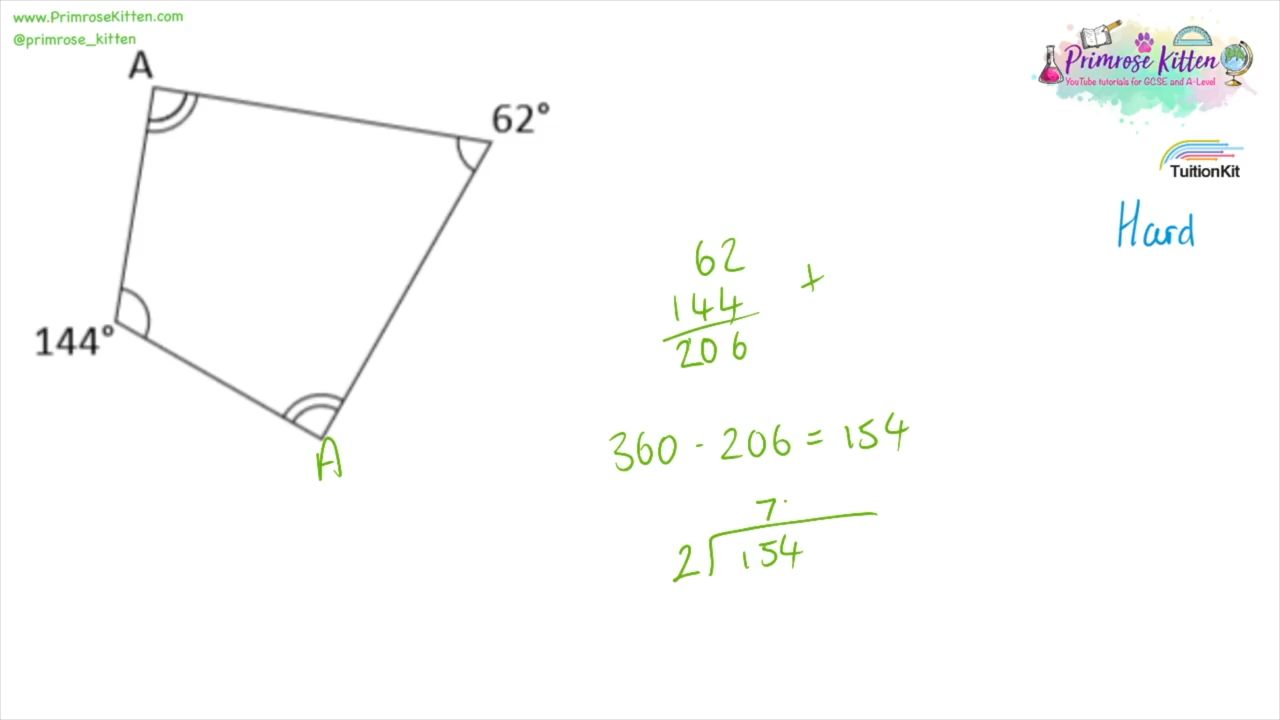 www.PrimroseKitten.com
@primrose_kitten
Primrose Kitten
YouTube tutorials for GCSE and A-Level
TuitionKit
Hard
A
62°
144°
A
62
+
144
206
360 - 206 = 154
7
2 154